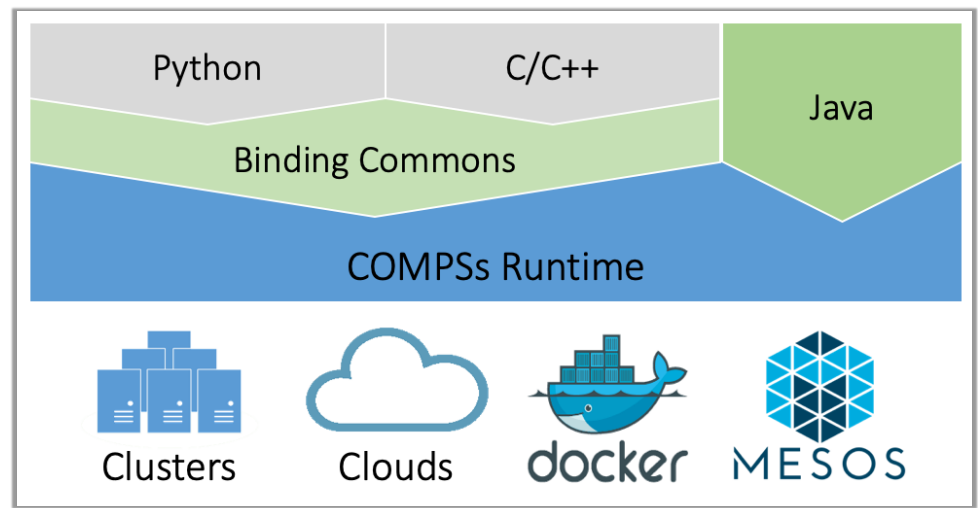 Python
C/C++
Java
Binding Commons
COMPSs Runtime
Clusters
Clouds
docker
MESOS